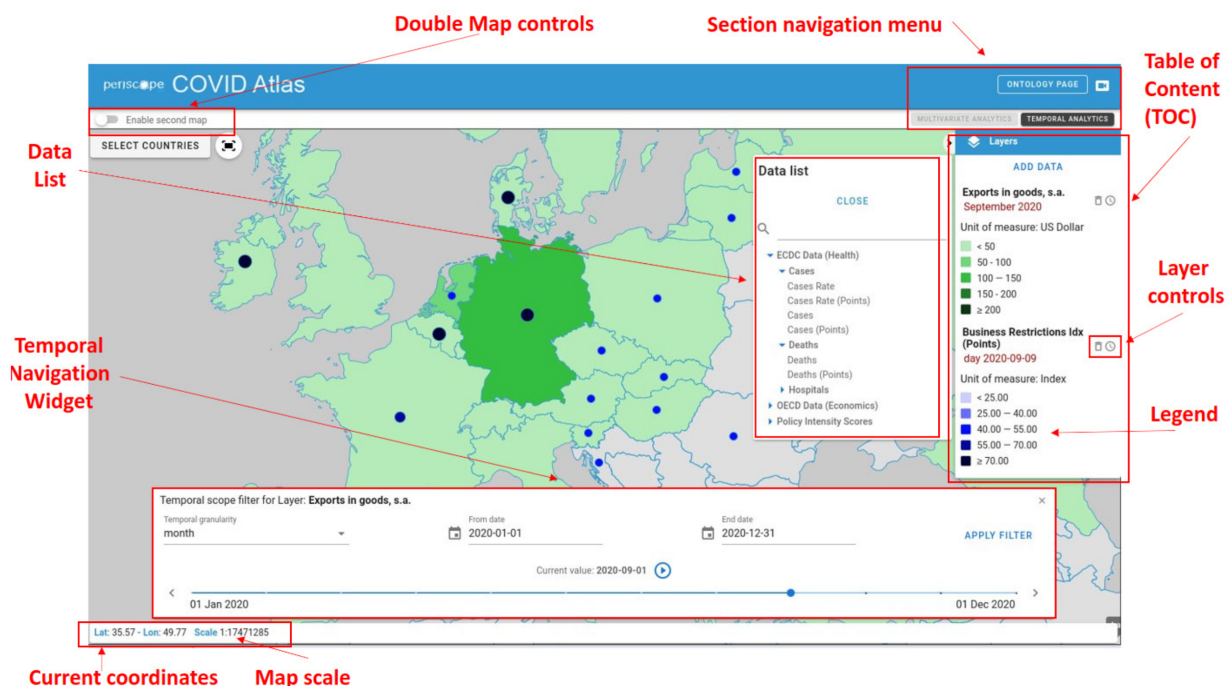 Double Map controls
Section navigation menu
Table of
Content
(TOC)
periscope COVID Atlas
ONTOLOGY PAGE
Enable second map
MULTIVARIATE ANALYTICS
TEMPORAL ANALYTICS
SELECT COUNTRIES
Data
List
Layers
ADD DATA
Exports in goods, s.a.
September 2020
Unit of measure: US Dollar
< 50
50 - 100
100 — 150
150 - 200
≥ 200
Business Restrictions Idx
(Points)
day 2020-09-09
Unit of measure: Index
< 25.00
25.00 — 40.00
40.00 — 55.00
55.00 — 70.00
≥ 70.00
Data list
CLOSE
ECDC Data (Health)
Cases
Cases Rate
Cases Rate (Points)
Cases
Cases (Points)
Deaths
Deaths
Deaths (Points)
Hospitals
OECD Data (Economics)
Policy Intensity Scores
Layer
controls
Legend
Temporal
Navigation
Widget
Temporal scope filter for Layer: Exports in goods, s.a.
Temporal granularity
month
From date
2020-01-01
End date
2020-12-31
APPLY FILTER
Current value: 2020-09-01
01 Jan 2020
01 Dec 2020
Lat: 35.57 - Lon: 49.77 Scale 1:17471285
Current coordinates
Map scale